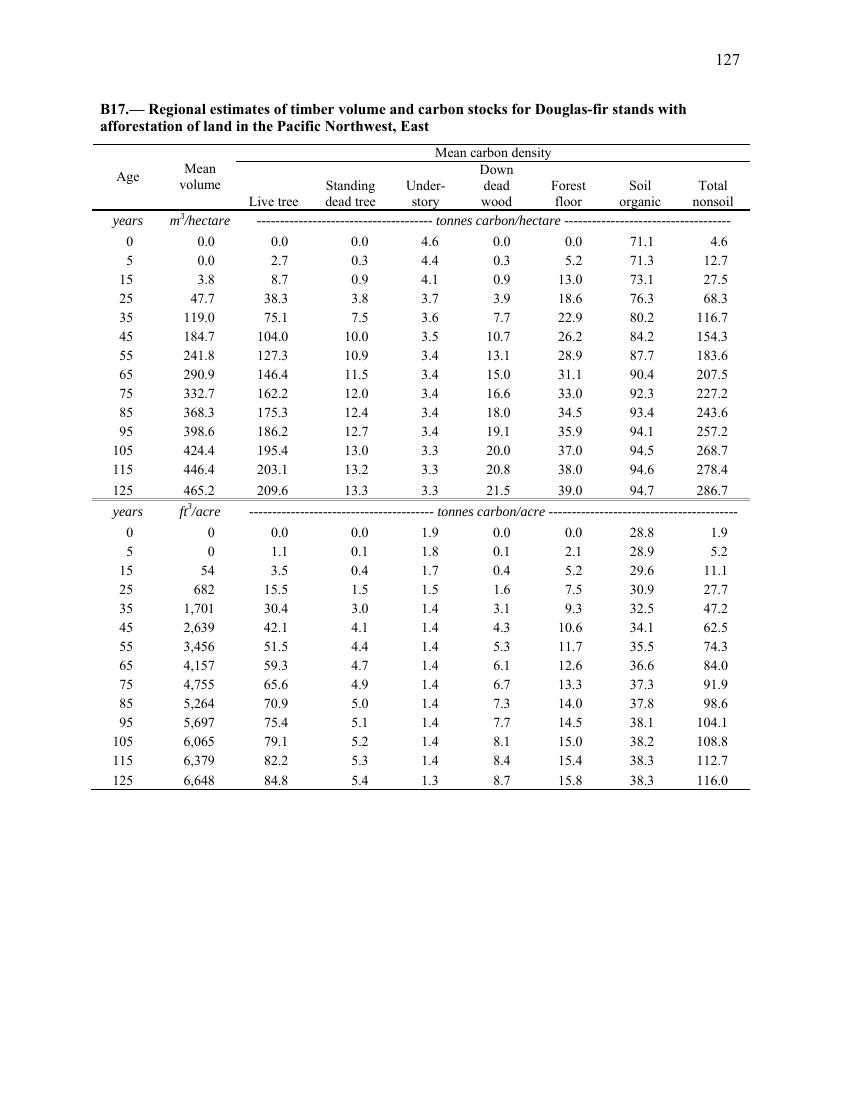 127
B17.— Regional estimates of timber volume and carbon stocks for Douglas-fir stands with
afforestation of land in the Pacific Northwest, East
Mean carbon density
Age Mean volume Live tree Standing dead tree Under-story Down dead wood Forest floor Soil organic Total nonsoil
years m³/hectare ------------------------------------- tonnes carbon/hectare ------------------------------------
0 0.0 0.0 0.0 4.6 0.0 0.0 71.1 4.6
5 0.0 2.7 0.3 4.4 0.3 5.2 71.3 12.7
15 3.8 8.7 0.9 4.1 0.9 13.0 73.1 27.5
25 47.7 38.3 3.8 3.7 3.9 18.6 76.3 68.3
35 119.0 75.1 7.5 3.6 7.7 22.9 80.2 116.7
45 184.7 104.0 10.0 3.5 10.7 26.2 84.2 154.3
55 241.8 127.3 10.9 3.4 13.1 28.9 87.7 183.6
65 290.9 146.4 11.5 3.4 15.0 31.1 90.4 207.5
75 332.7 162.2 12.0 3.4 16.6 33.0 92.3 227.2
85 368.3 175.3 12.4 3.4 18.0 34.5 93.4 243.6
95 398.6 186.2 12.7 3.4 19.1 35.9 94.1 257.2
105 424.4 195.4 13.0 3.3 20.0 37.0 94.5 268.7
115 446.4 203.1 13.2 3.3 20.8 38.0 94.6 278.4
125 465.2 209.6 13.3 3.3 21.5 39.0 94.7 286.7
years ft³/acre ---------------------------------------- tonnes carbon/acre -----------------------------------------
0 0 0.0 0.0 1.9 0.0 0.0 28.8 1.9
5 0 1.1 0.1 1.8 0.1 2.1 28.9 5.2
15 54 3.5 0.4 1.7 0.4 5.2 29.6 11.1
25 682 15.5 1.5 1.5 1.6 7.5 30.9 27.7
35 1,701 30.4 3.0 1.4 3.1 9.3 32.5 47.2
45 2,639 42.1 4.1 1.4 4.3 10.6 34.1 62.5
55 3,456 51.5 4.4 1.4 5.3 11.7 35.5 74.3
65 4,157 59.3 4.7 1.4 6.1 12.6 36.6 84.0
75 4,755 65.6 4.9 1.4 6.7 13.3 37.3 91.9
85 5,264 70.9 5.0 1.4 7.3 14.0 37.8 98.6
95 5,697 75.4 5.1 1.4 7.7 14.5 38.1 104.1
105 6,065 79.1 5.2 1.4 8.1 15.0 38.2 108.8
115 6,379 82.2 5.3 1.4 8.4 15.4 38.3 112.7
125 6,648 84.8 5.4 1.3 8.7 15.8 38.3 116.0